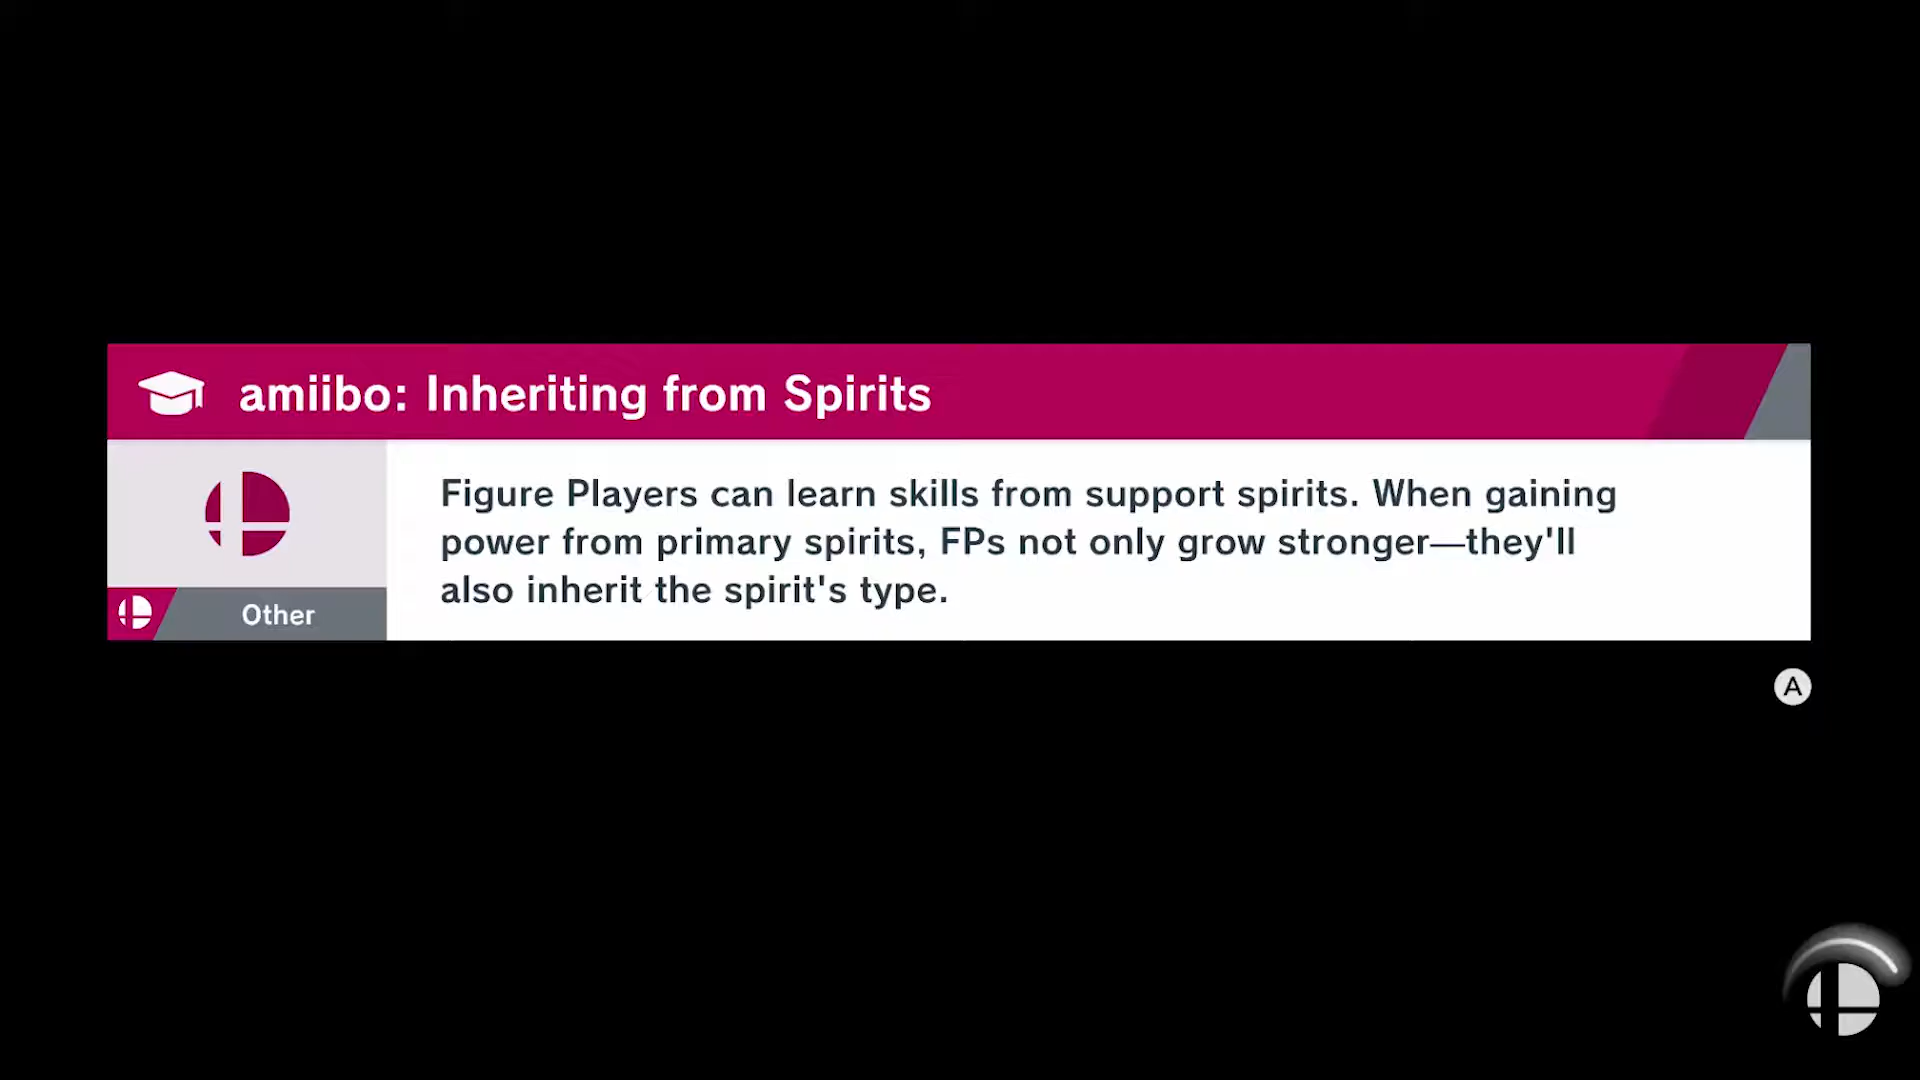 amiibo: Inheriting from Spirits
Figure Players can learn skills from support spirits. When gaining
power from primary spirits, FPs not only grow stronger—they'll
also inherit the spirit's type.
Other
A